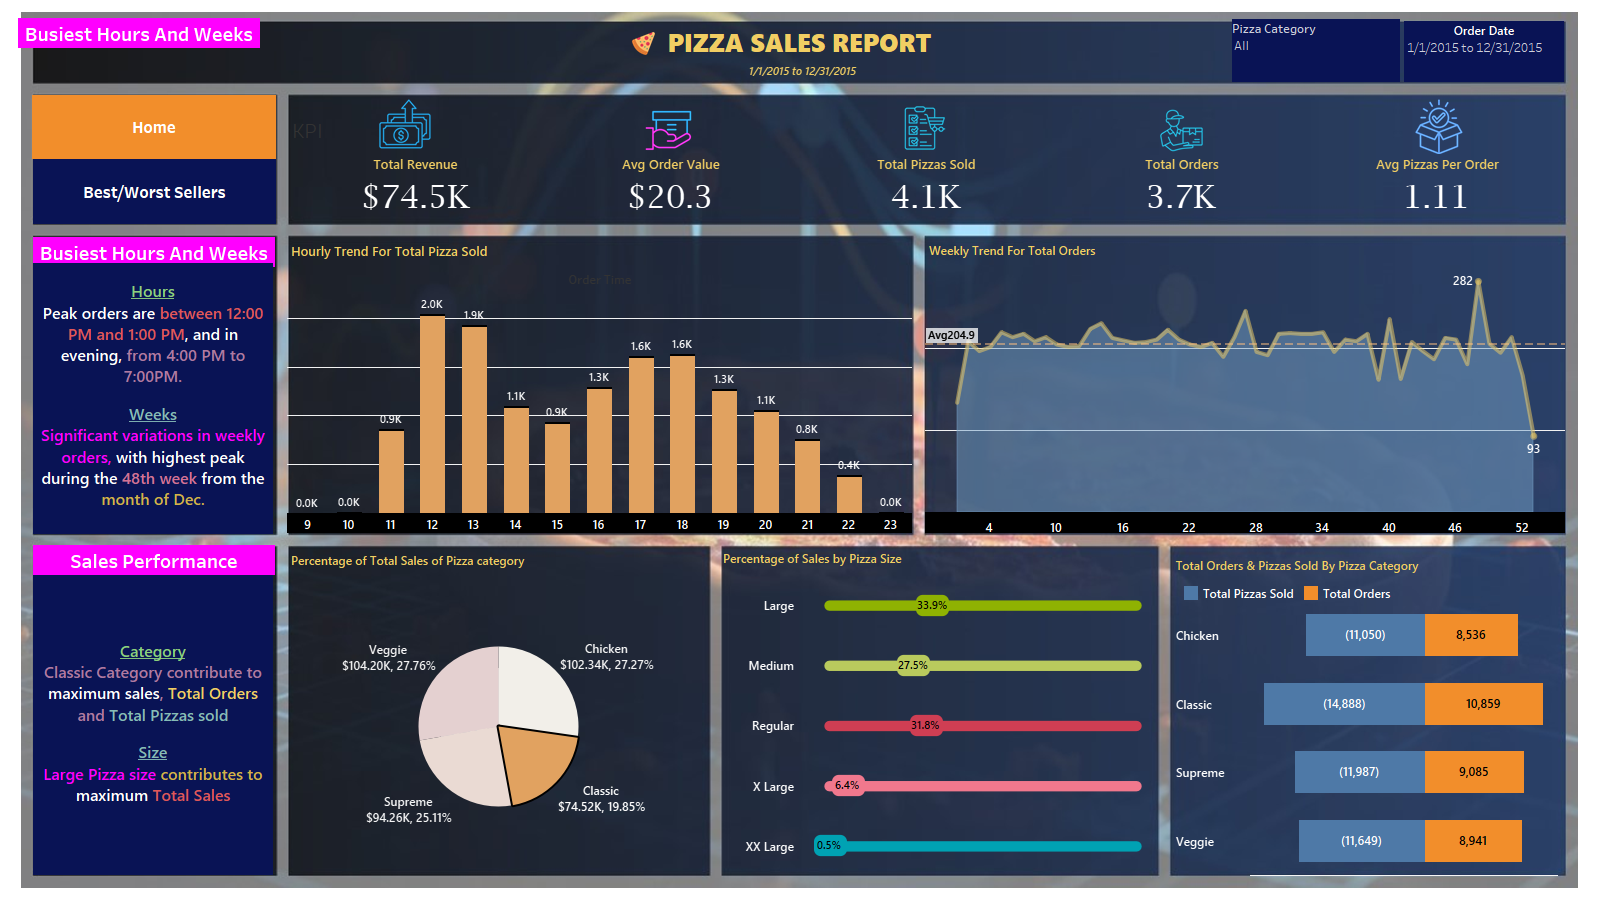 Busiest Hours And Weeks
PIZZA SALES REPORT
1/1/2015 to 12/31/2015
Pizza Category
All
Order Date
1/1/2015 to 12/31/2015
Home
Best/Worst Sellers
KPI
Total Revenue
$74.5K
Avg Order Value
$20.3
Total Pizzas Sold
4.1K
Total Orders
3.7K
Avg Pizzas Per Order
1.11
Busiest Hours And Weeks
Hours
Peak orders are between 12:00
PM and 1:00 PM, and in
evening, from 4:00 PM to
7:00PM.
Weeks
Significant variations in weekly
orders, with highest peak
during the 48th week from the
month of Dec.
Hourly Trend For Total Pizza Sold
Order Time
0.0K 0.0K 0.9K 2.0K 1.9K 1.1K 0.9K 1.3K 1.6K 1.6K 1.3K 1.1K 0.8K 0.4K 0.0K
9 10 11 12 13 14 15 16 17 18 19 20 21 22 23
Weekly Trend For Total Orders
282
Avg204.9
93
4 10 16 22 28 34 40 46 52
Sales Performance
Category
Classic Category contribute to
maximum sales, Total Orders
and Total Pizzas sold
Size
Large Pizza size contributes to
maximum Total Sales
Percentage of Total Sales of Pizza category
Veggie
$104.20K, 27.76%
Chicken
$102.34K, 27.27%
Supreme
$94.26K, 25.11%
Classic
$74.52K, 19.85%
Percentage of Sales by Pizza Size
Large 33.9%
Medium 27.5%
Regular 31.8%
X Large 6.4%
XX Large 0.5%
Total Orders & Pizzas Sold By Pizza Category
Total Pizzas Sold Total Orders
Chicken (11,050) 8,536
Classic (14,888) 10,859
Supreme (11,987) 9,085
Veggie (11,649) 8,941